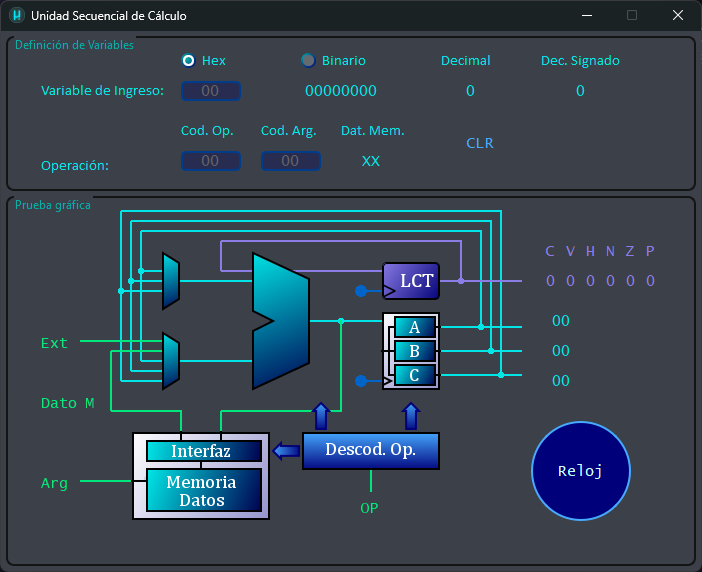 Unidad Secuencial de Cálculo
Definición de Variables
Hex Binario Decimal Dec. Signado
Variable de Ingreso: 00 00000000 0 0
Cod. Op. Cod. Arg. Dat. Mem.
CLR
Operación: 00 00 XX
Prueba gráfica
C V H N Z P
LCT 0 0 0 0 0 0
A 00
Ext
B 00
C 00
Dato M
Interfaz
Descod. Op.
Memoria
Datos
Arg
Reloj
OP